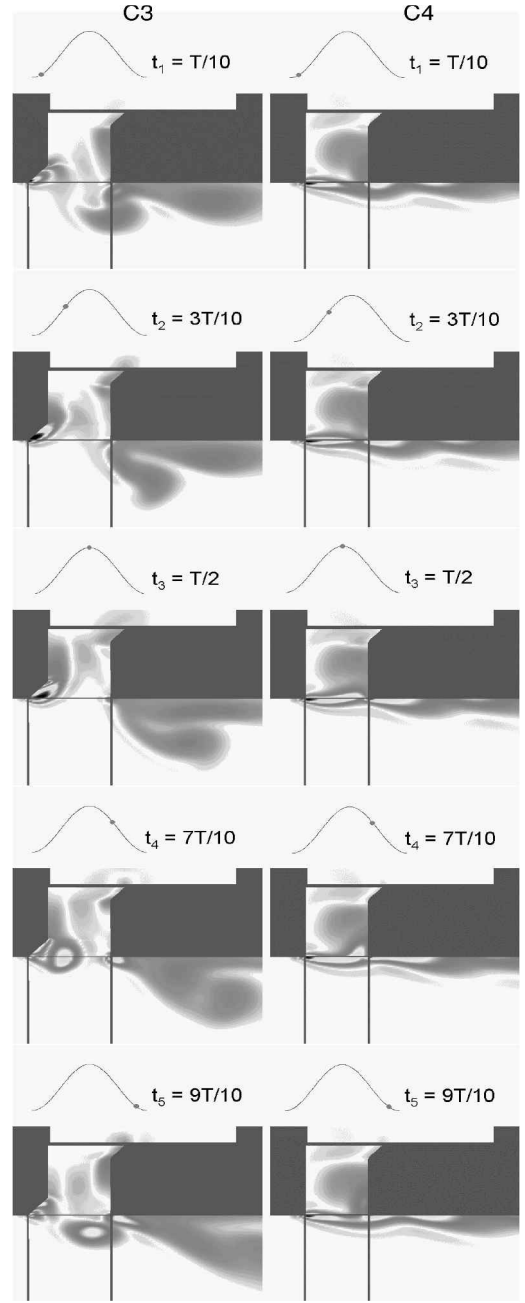 C3 C4
t₁ = T/10 t₁ = T/10
t₂ = 3T/10 t₂ = 3T/10
t₃ = T/2 t₃ = T/2
t₄ = 7T/10 t₄ = 7T/10
t₅ = 9T/10 t₅ = 9T/10